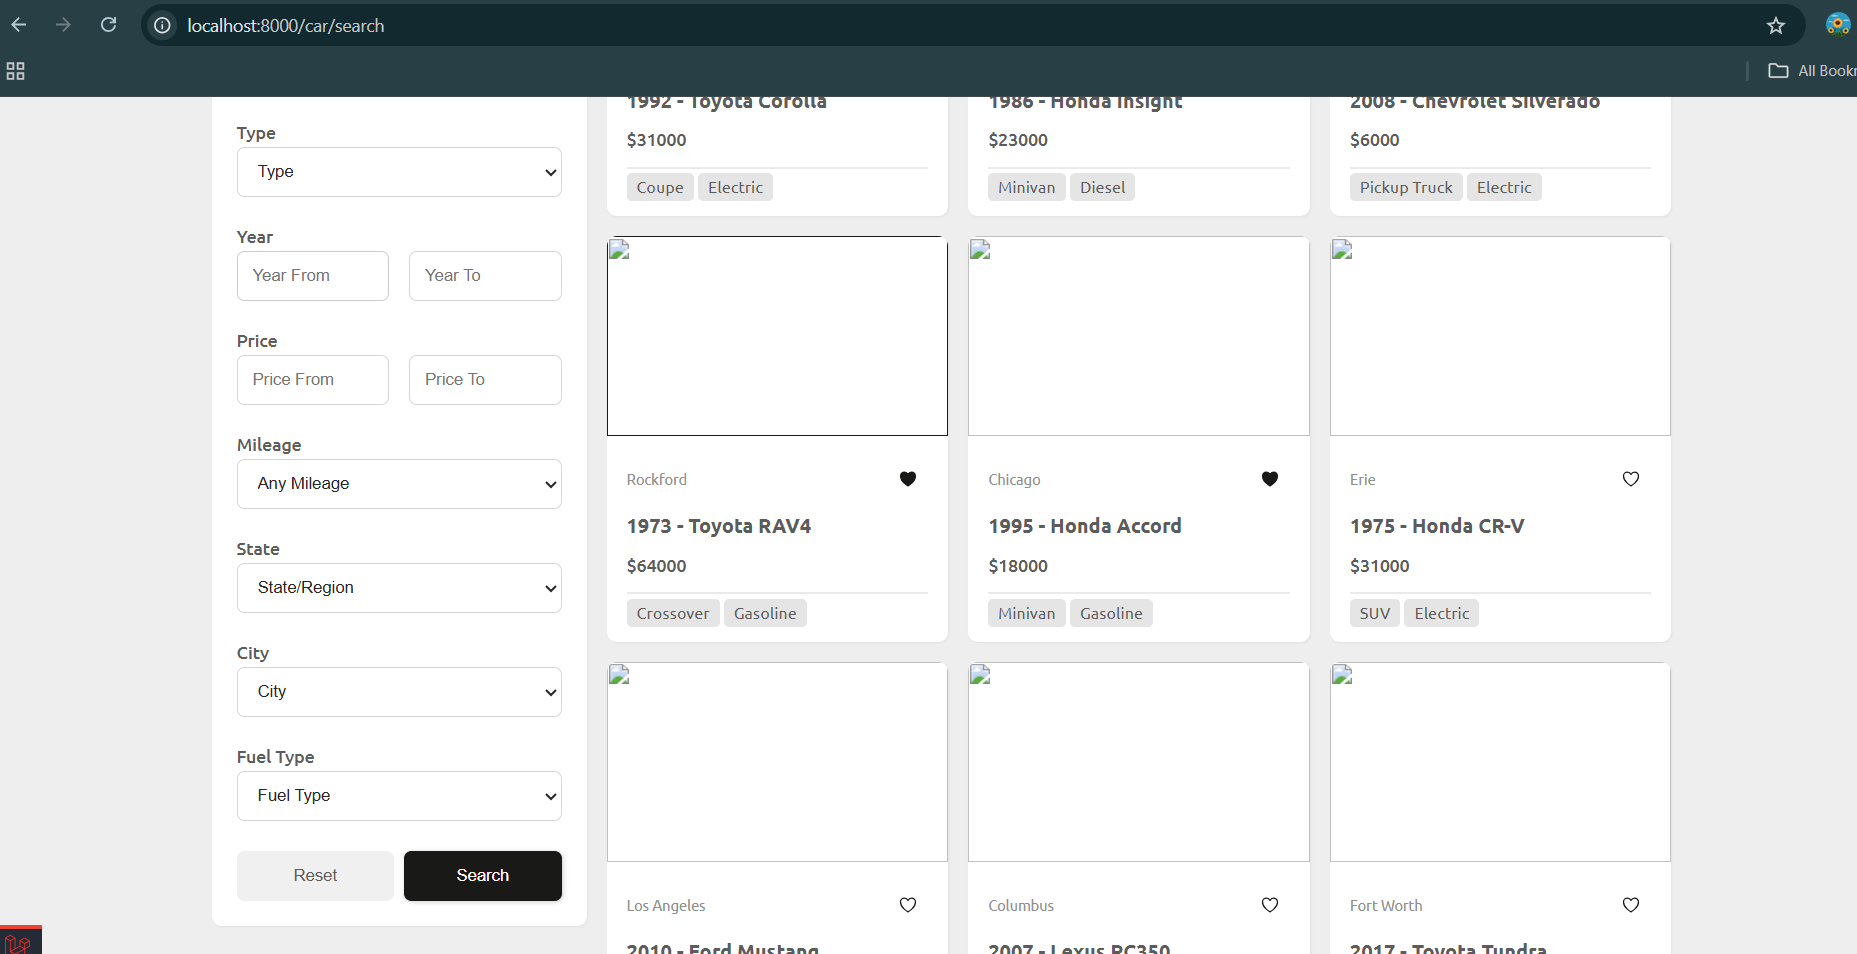 localhost:8000/car/search
All Bookr
Type
Type
Year
Year From
Year To
Price
Price From
Price To
Mileage
Any Mileage
State
State/Region
City
City
Fuel Type
Fuel Type
Reset
Search
1992 - Toyota Corolla
$31000
Coupe
Electric
1986 - Honda Insight
$23000
Minivan
Diesel
2008 - Chevrolet Silverado
$6000
Pickup Truck
Electric
Rockford
1973 - Toyota RAV4
$64000
Crossover
Gasoline
Chicago
1995 - Honda Accord
$18000
Minivan
Gasoline
Erie
1975 - Honda CR-V
$31000
SUV
Electric
Los Angeles
2010 - Ford Mustang
Columbus
2007 - Lexus RC350
Fort Worth
2017 - Toyota Tundra